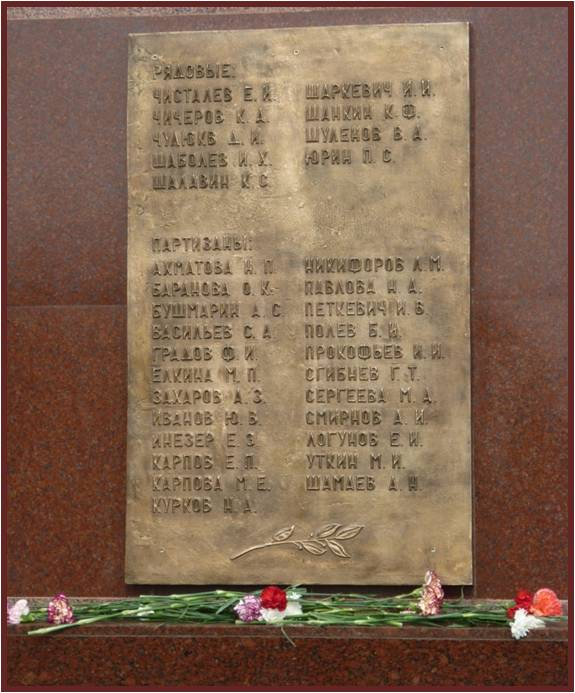 РЯДОВЫЕ:
ЧИСТАЛЕВ Е. И.
ЧИЧЕРОВ К. А.
ЧУЛЮКВ Д. И.
ШАБОЛЕВ И. Х.
ШАЛАВИН К. С
ШАРКЕВИЧ И. И.
ШАНКИН К. Ф.
ШУЛЕНОВ В. А.
ЮРИН П. С.
ПАРТИЗАНЫ:
АХМАТОВА Н. П.
БАРАНОВА О. К.
БУШМАРИН А. С.
ВАСИЛЬЕВ С. А
ГРАДОВ Ф. И.
ЕЛКИНА М. П.
ЗАХАРОВ А. З.
ИВАНОВ Ю. В.
ИНЕЗЕР Е. Э.
КАРПОВ Е. П.
КАРПОВА М. Е.
КУРКОВ Н. А.
НИКИФОРОВ Л. М.
ПАВЛОВА Н. А.
ПЕТКЕВИЧ И. В.
ПОЛЕВ Б. И.
ПРОКОФЬЕВ И. И.
СГИБНЕВ Г. Т.
СЕРГЕЕВА М. А.
СМИРНОВ А. И.
ЛОГУНОВ Е. И.
УТКИН М. И.
ШАМАЕВ А. Н.